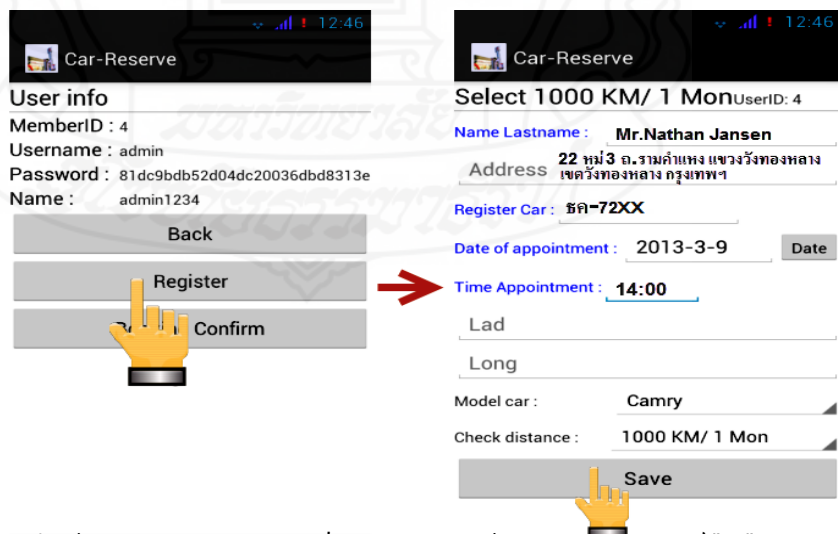 12:46
Car-Reserve
User info
MemberID : 4
Username : admin
Password : 81dc9bdb52d04dc20036dbd8313e
Name : admin1234
Back
Register
Confirm
12:46
Car-Reserve
Select 1000 KM/ 1 Mon UserID: 4
Name Lastname : Mr.Nathan Jansen
Address 22 หมู่3 ถ.รามคำแหง แขวงวังทองหลาง
เขตวังทองหลาง กรุงเทพฯ
Register Car : ธค-72XX
Date of appointment : 2013-3-9 Date
Time Appointment : 14:00
Lad
Long
Model car : Camry
Check distance : 1000 KM/ 1 Mon
Save